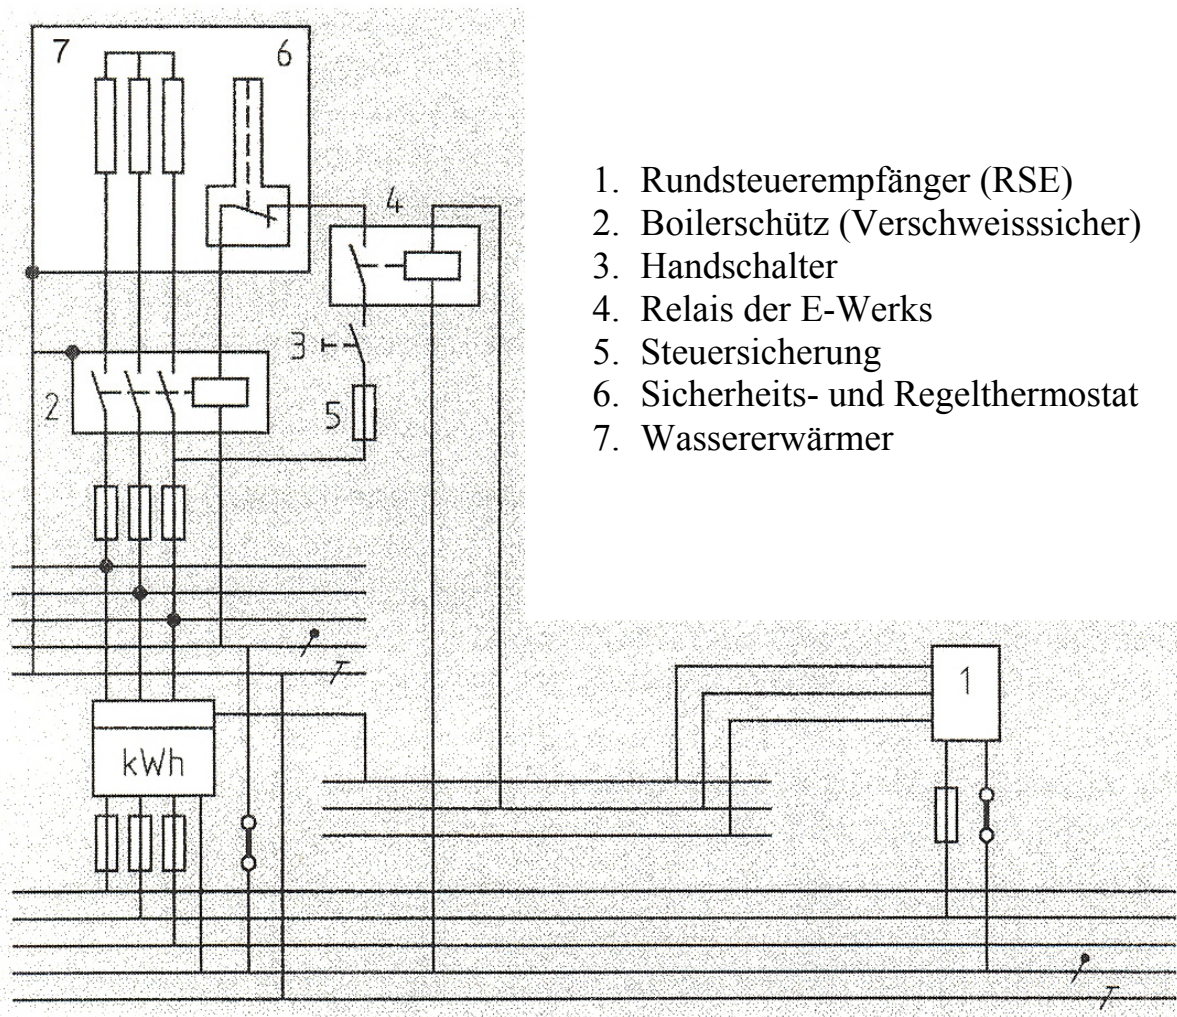 7
6
4
1. Rundsteuerempfänger (RSE)
2. Boilerschütz (Verschweisssicher)
3. Handschalter
4. Relais der E-Werks
5. Steuersicherung
6. Sicherheits- und Regelthermostat
7. Wassererwärmer
3
2
5
1
kWh